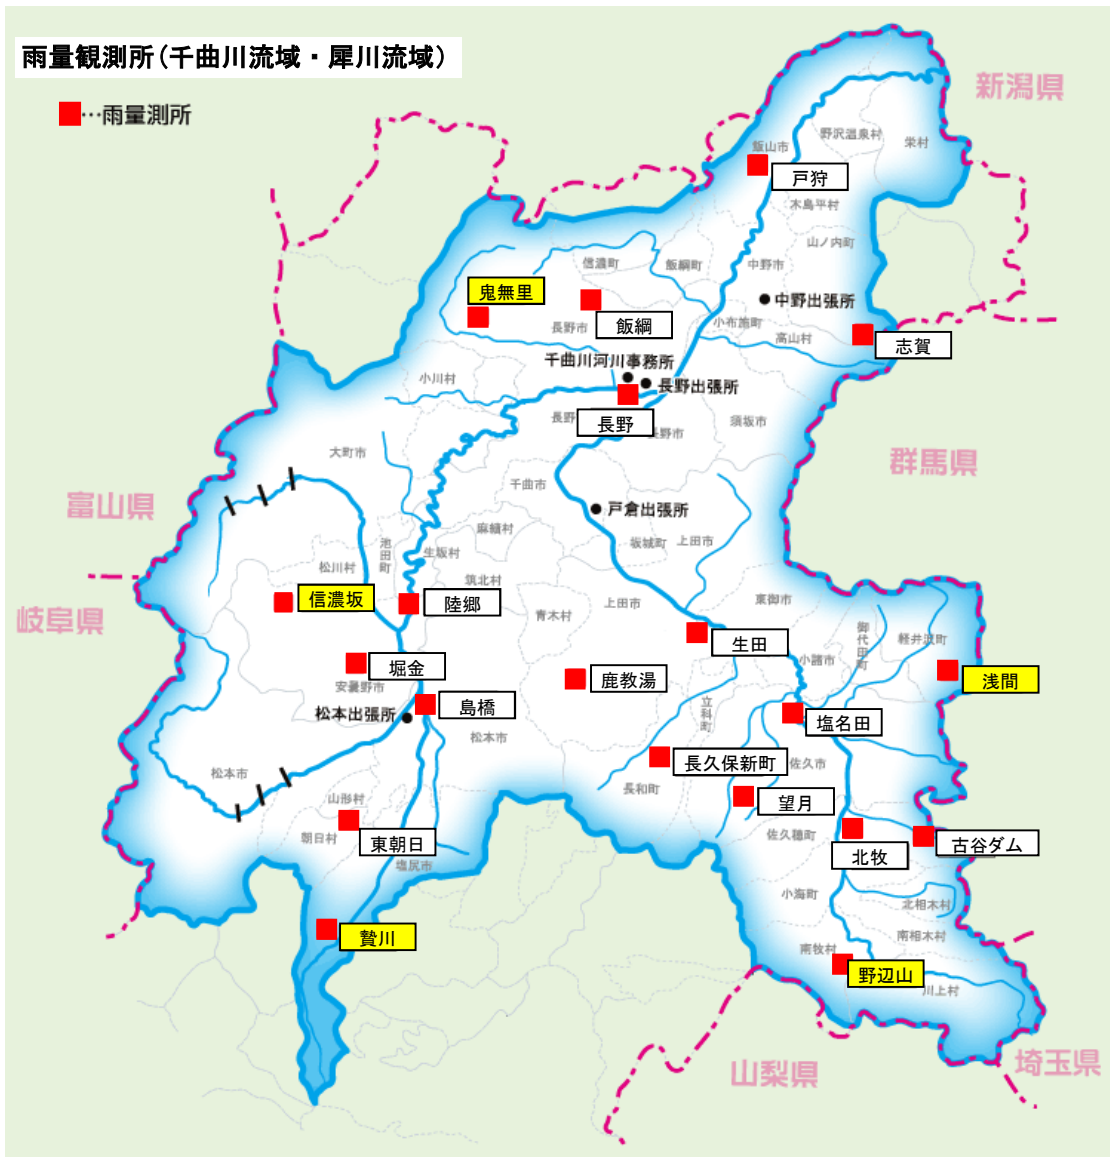 雨量観測所(千曲川流域・犀川流域)
…雨量測所
新潟県
野沢温泉村
栄村
飯山市
戸狩
木島平村
山ノ内町
信濃町
飯綱町
中野市
鬼無里
中野出張所
飯綱
長野市
小布施町
高山村
志賀
千曲川河川事務所
長野出張所
小川村
長野
長野
長野市
須坂市
大町市
群馬県
千曲市
富山県
戸倉出張所
麻績村
池田町
生坂村
坂城町
上田市
松川村
筑北村
信濃坂
陸郷
青木村
上田市
東御市
岐阜県
御代田町
軽井沢町
生田
小諸市
堀金
鹿教湯
浅間
安曇野市
島橋
立科町
松本出張所
塩名田
松本市
長久保新町
佐久市
松本市
長和町
山形村
望月
朝日村
東朝日
佐久穂町
北牧
古谷ダム
塩尻市
小海町
北相木村
贄川
南相木村
南牧村
野辺山
川上村
山梨県
埼玉県